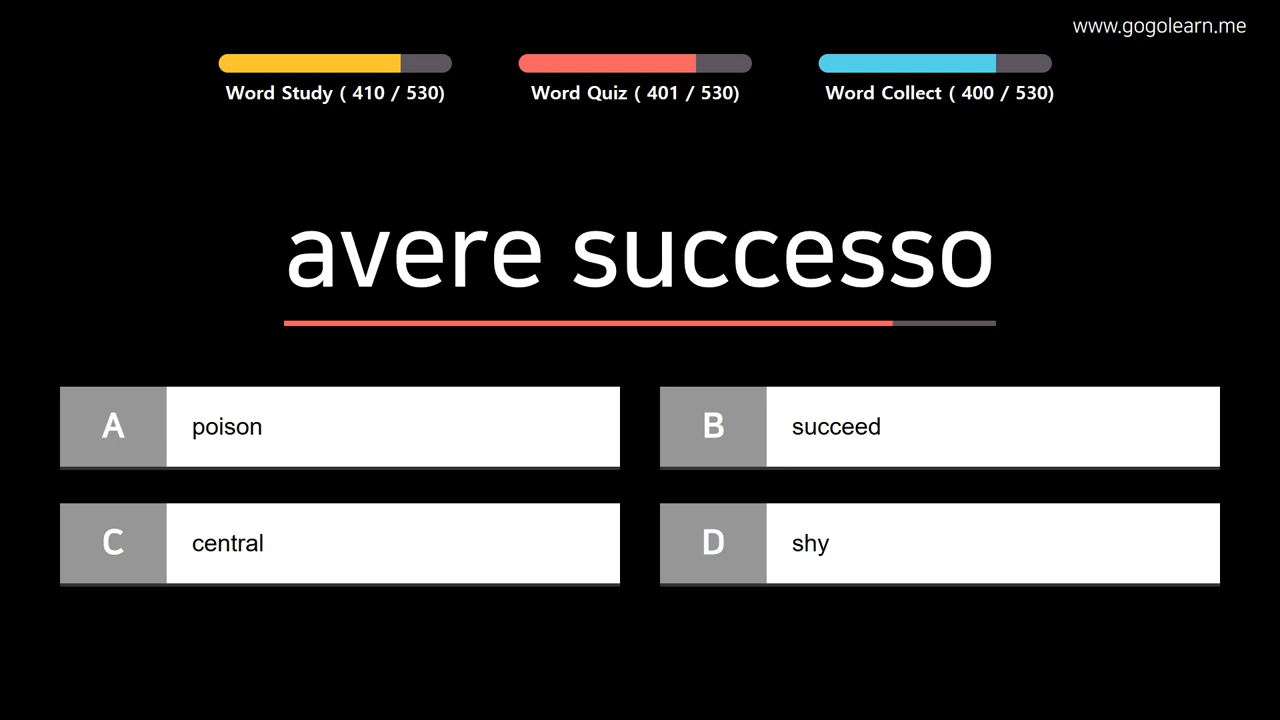 www.gogolearn.me
Word Study ( 410 / 530)
Word Quiz ( 401 / 530)
Word Collect ( 400 / 530)
avere successo
A poison
B succeed
C central
D shy